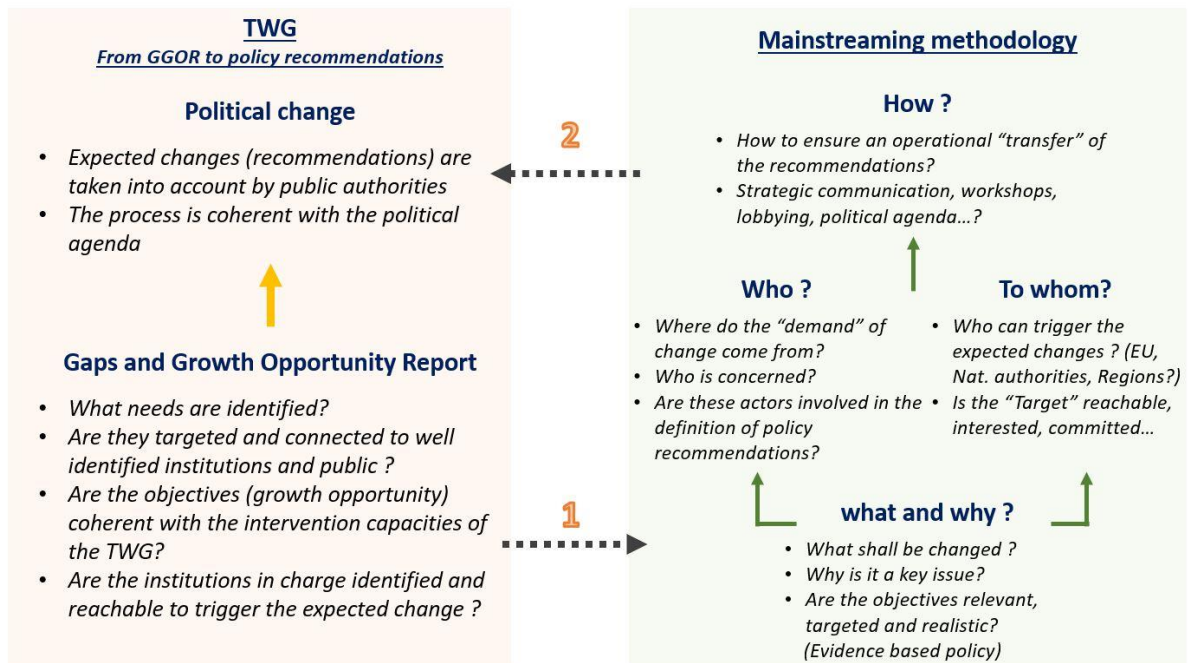 TWG
From GGOR to policy recommendations
Political change
• Expected changes (recommendations) are
taken into account by public authorities
• The process is coherent with the political
agenda
Gaps and Growth Opportunity Report
• What needs are identified?
• Are they targeted and connected to well
identified institutions and public ?
• Are the objectives (growth opportunity)
coherent with the intervention capacities of
the TWG?
• Are the institutions in charge identified and
reachable to trigger the expected change ?
2
1
Mainstreaming methodology
How ?
• How to ensure an operational “transfer” of
the recommendations?
• Strategic communication, workshops,
lobbying, political agenda…?
Who ?
• Where do the “demand” of
change come from?
• Who is concerned?
• Are these actors involved in the
definition of policy
recommendations?
To whom?
• Who can trigger the
expected changes ? (EU,
Nat. authorities, Regions?)
• Is the “Target” reachable,
interested, committed…
what and why ?
• What shall be changed ?
• Why is it a key issue?
• Are the objectives relevant,
targeted and realistic?
(Evidence based policy)